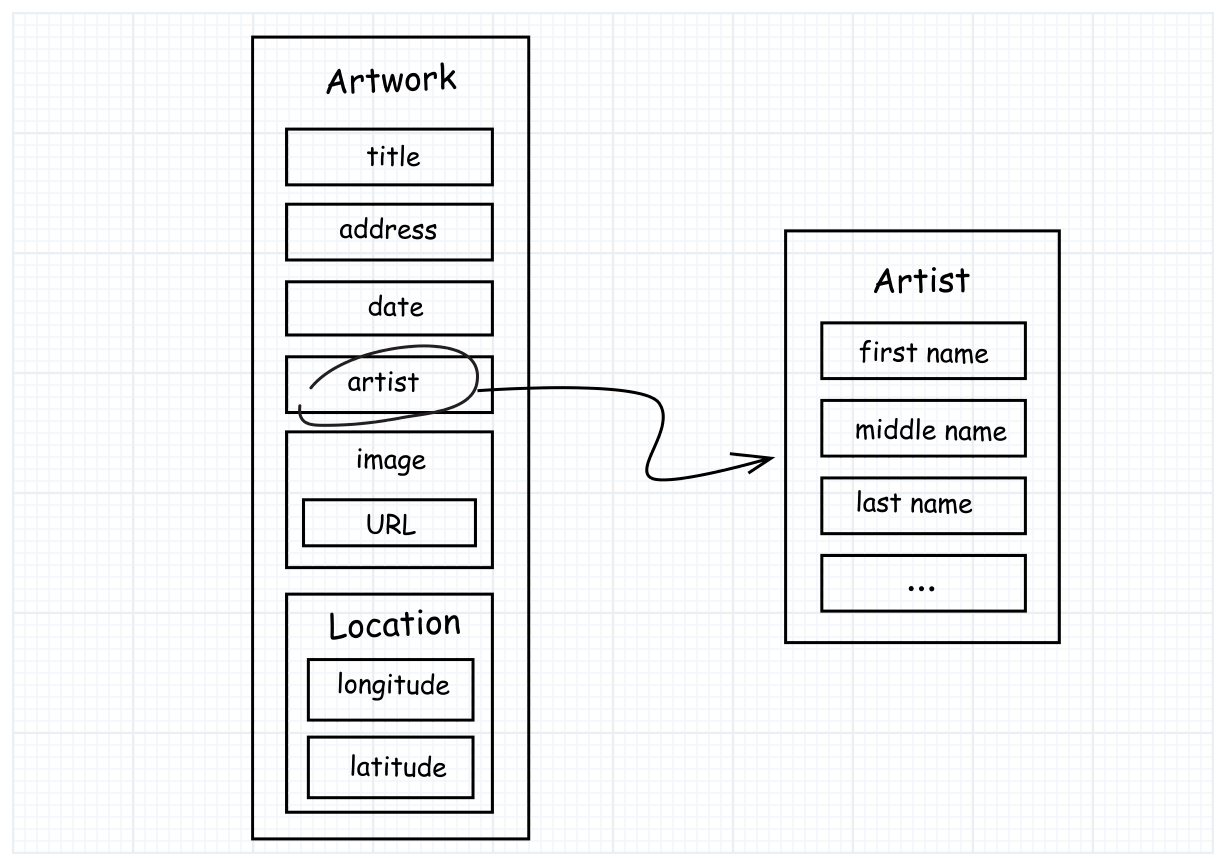 Artwork
title
address
date
artist
image
URL
Location
longitude
latitude
Artist
first name
middle name
last name
...